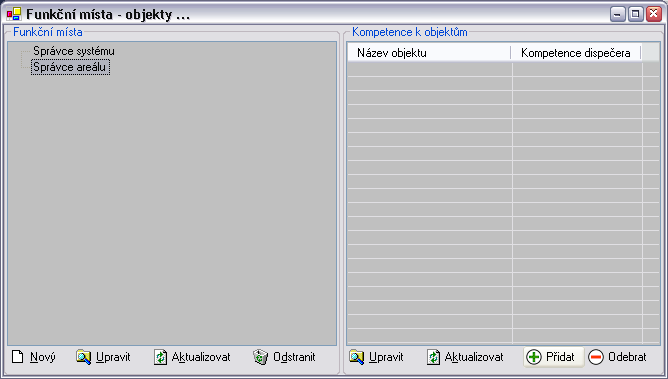 Funkční místa - objekty ...
Funkční místa
Správce systému
Správce areálu
Nový Upravit Aktualizovat Odstranit
Kompetence k objektům
Název objektu Kompetence dispečera
Upravit Aktualizovat Přidat Odebrat